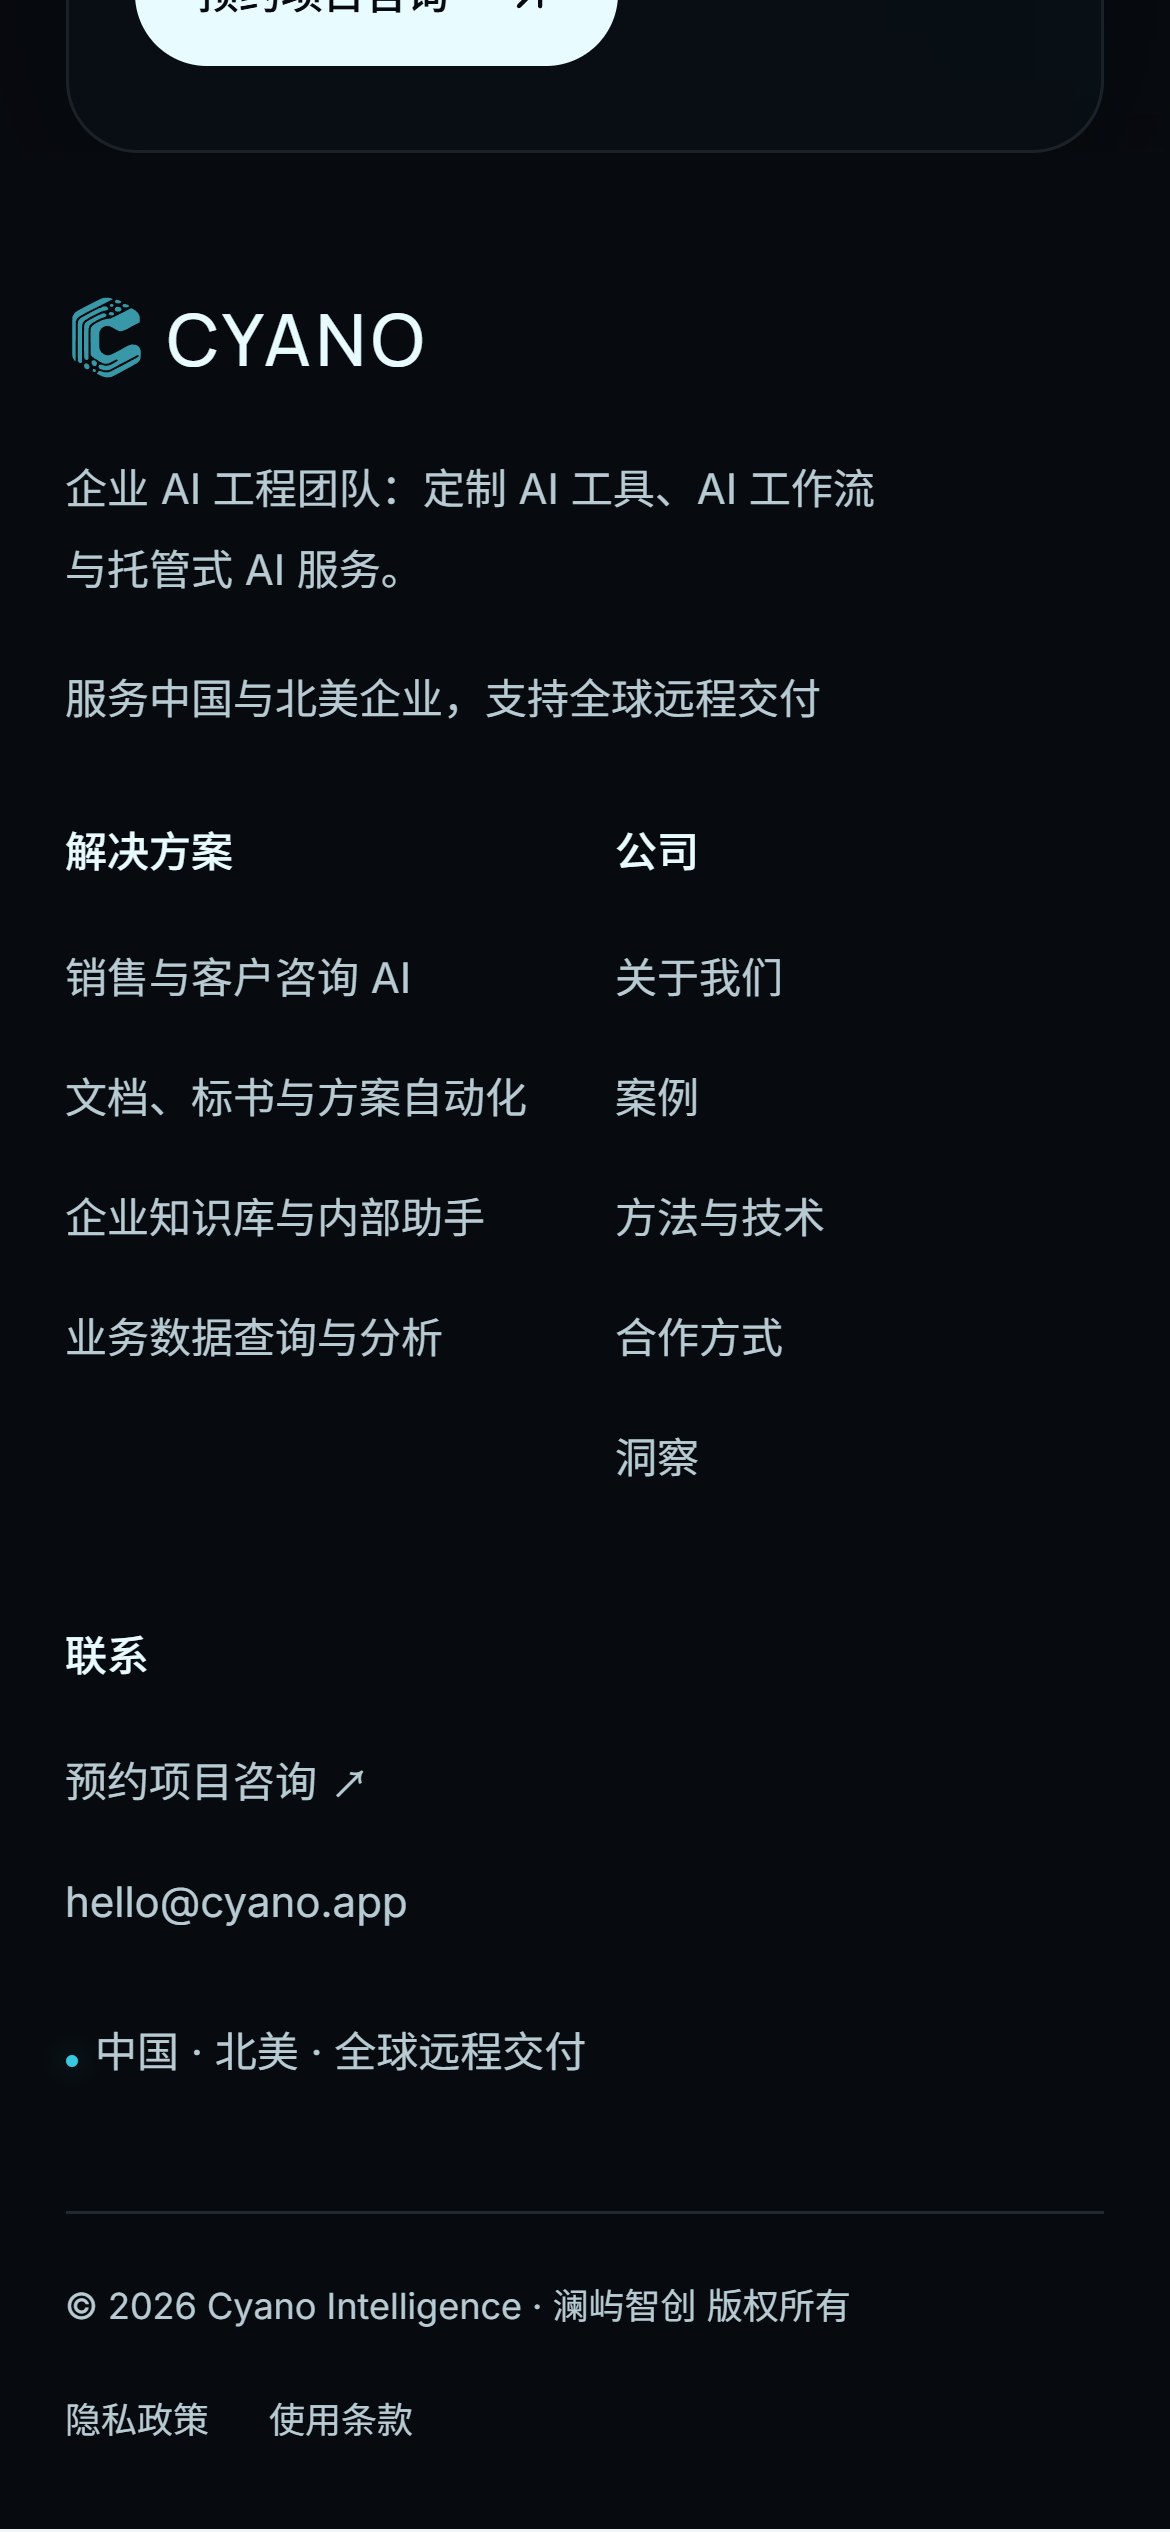 预约项目咨询 ↗
CYANO
企业 AI 工程团队：定制 AI 工具、AI 工作流
与托管式 AI 服务。
服务中国与北美企业，支持全球远程交付
解决方案
销售与客户咨询 AI
文档、标书与方案自动化
企业知识库与内部助手
业务数据查询与分析
公司
关于我们
案例
方法与技术
合作方式
洞察
联系
预约项目咨询 ↗
hello@cyano.app
中国 · 北美 · 全球远程交付
© 2026 Cyano Intelligence · 澜屿智创 版权所有
隐私政策 使用条款